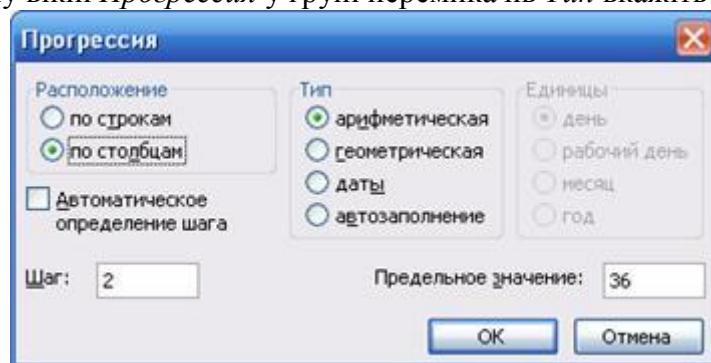 Прогрессия
Расположение
по строкам
по столбцам
Автоматическое
определение шага
Тип
арифметическая
геометрическая
даты
автозаполнение
Единицы
день
рабочий день
месяц
год
Шаг: 2
Предельное значение: 36
ОК
Отмена